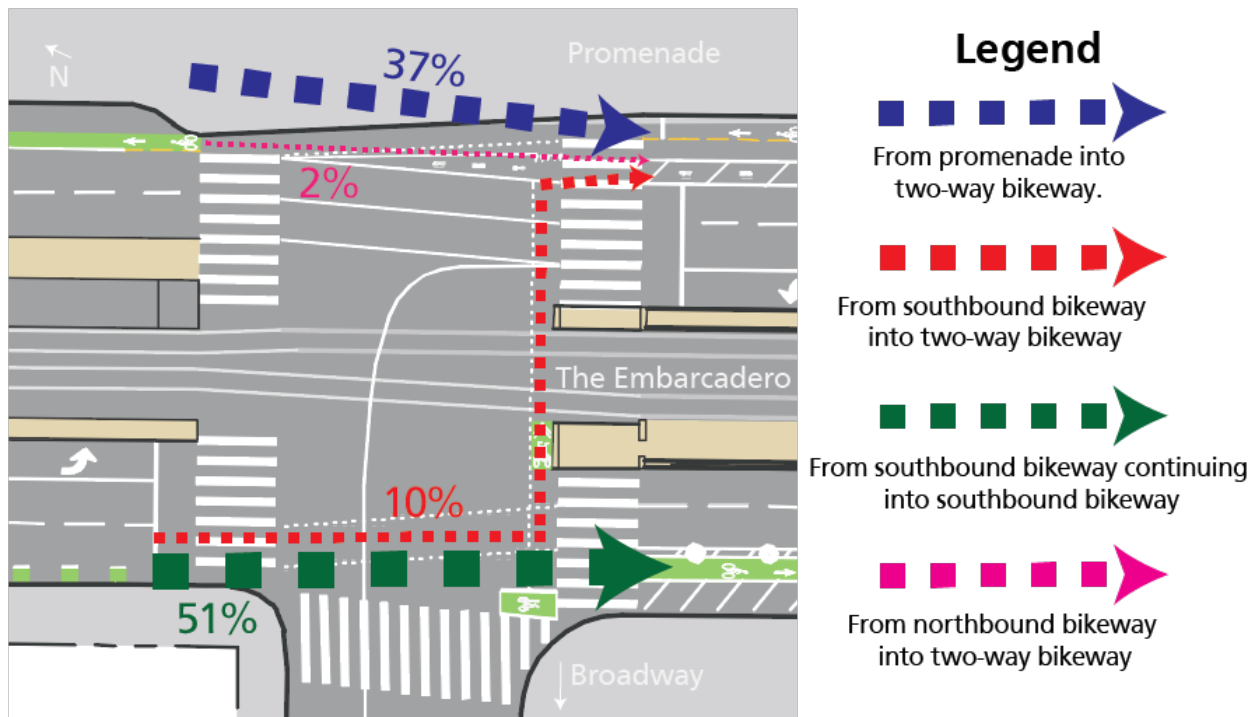 37%
Promenade
N
2%
The Embarcadero
10%
51%
Broadway
Legend
From promenade into
two-way bikeway.
From southbound bikeway
into two-way bikeway
From southbound bikeway continuing
into southbound bikeway
From northbound bikeway
into two-way bikeway